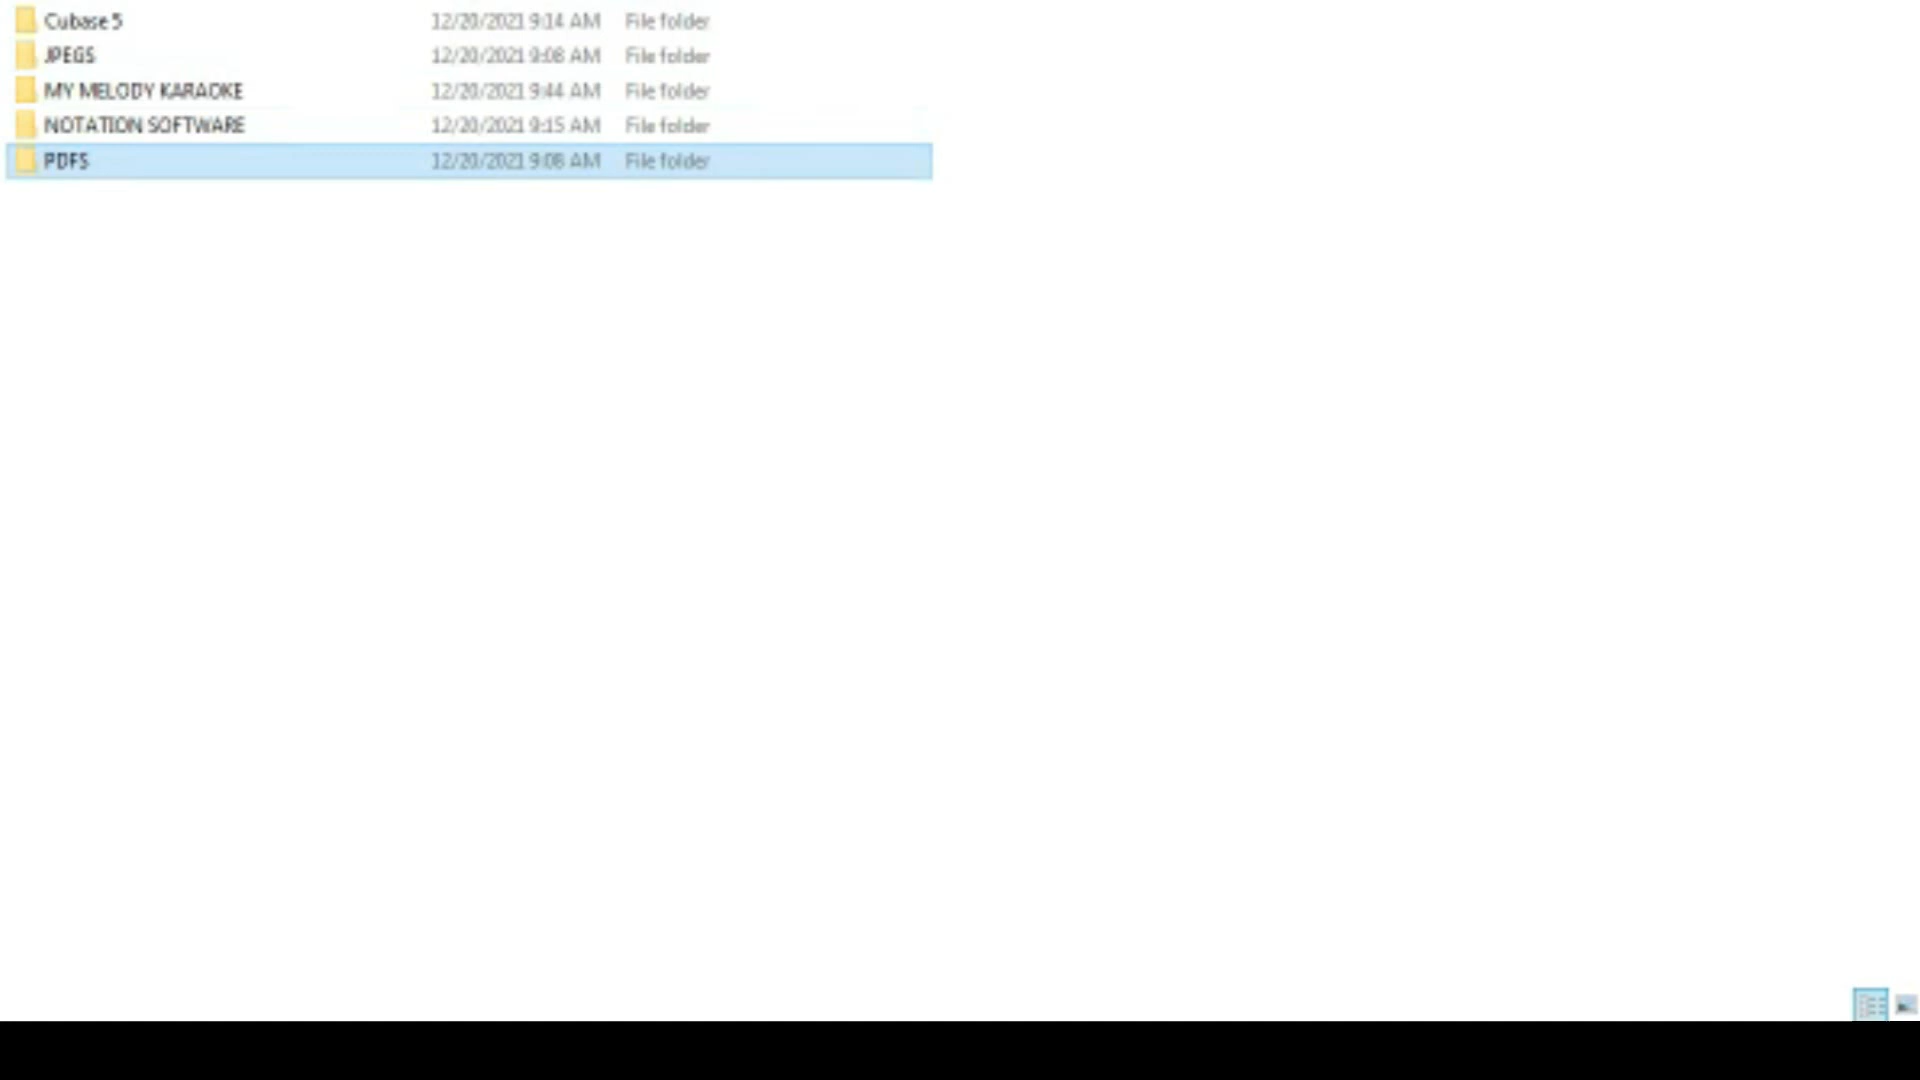 Cubase 5 12/20/2021 9:14 AM File folder
JPEGS 12/20/2021 9:08 AM File folder
MY MELODY KARAOKE 12/20/2021 9:44 AM File folder
NOTATION SOFTWARE 12/20/2021 9:15 AM File folder
PDFS 12/20/2021 9:08 AM File folder